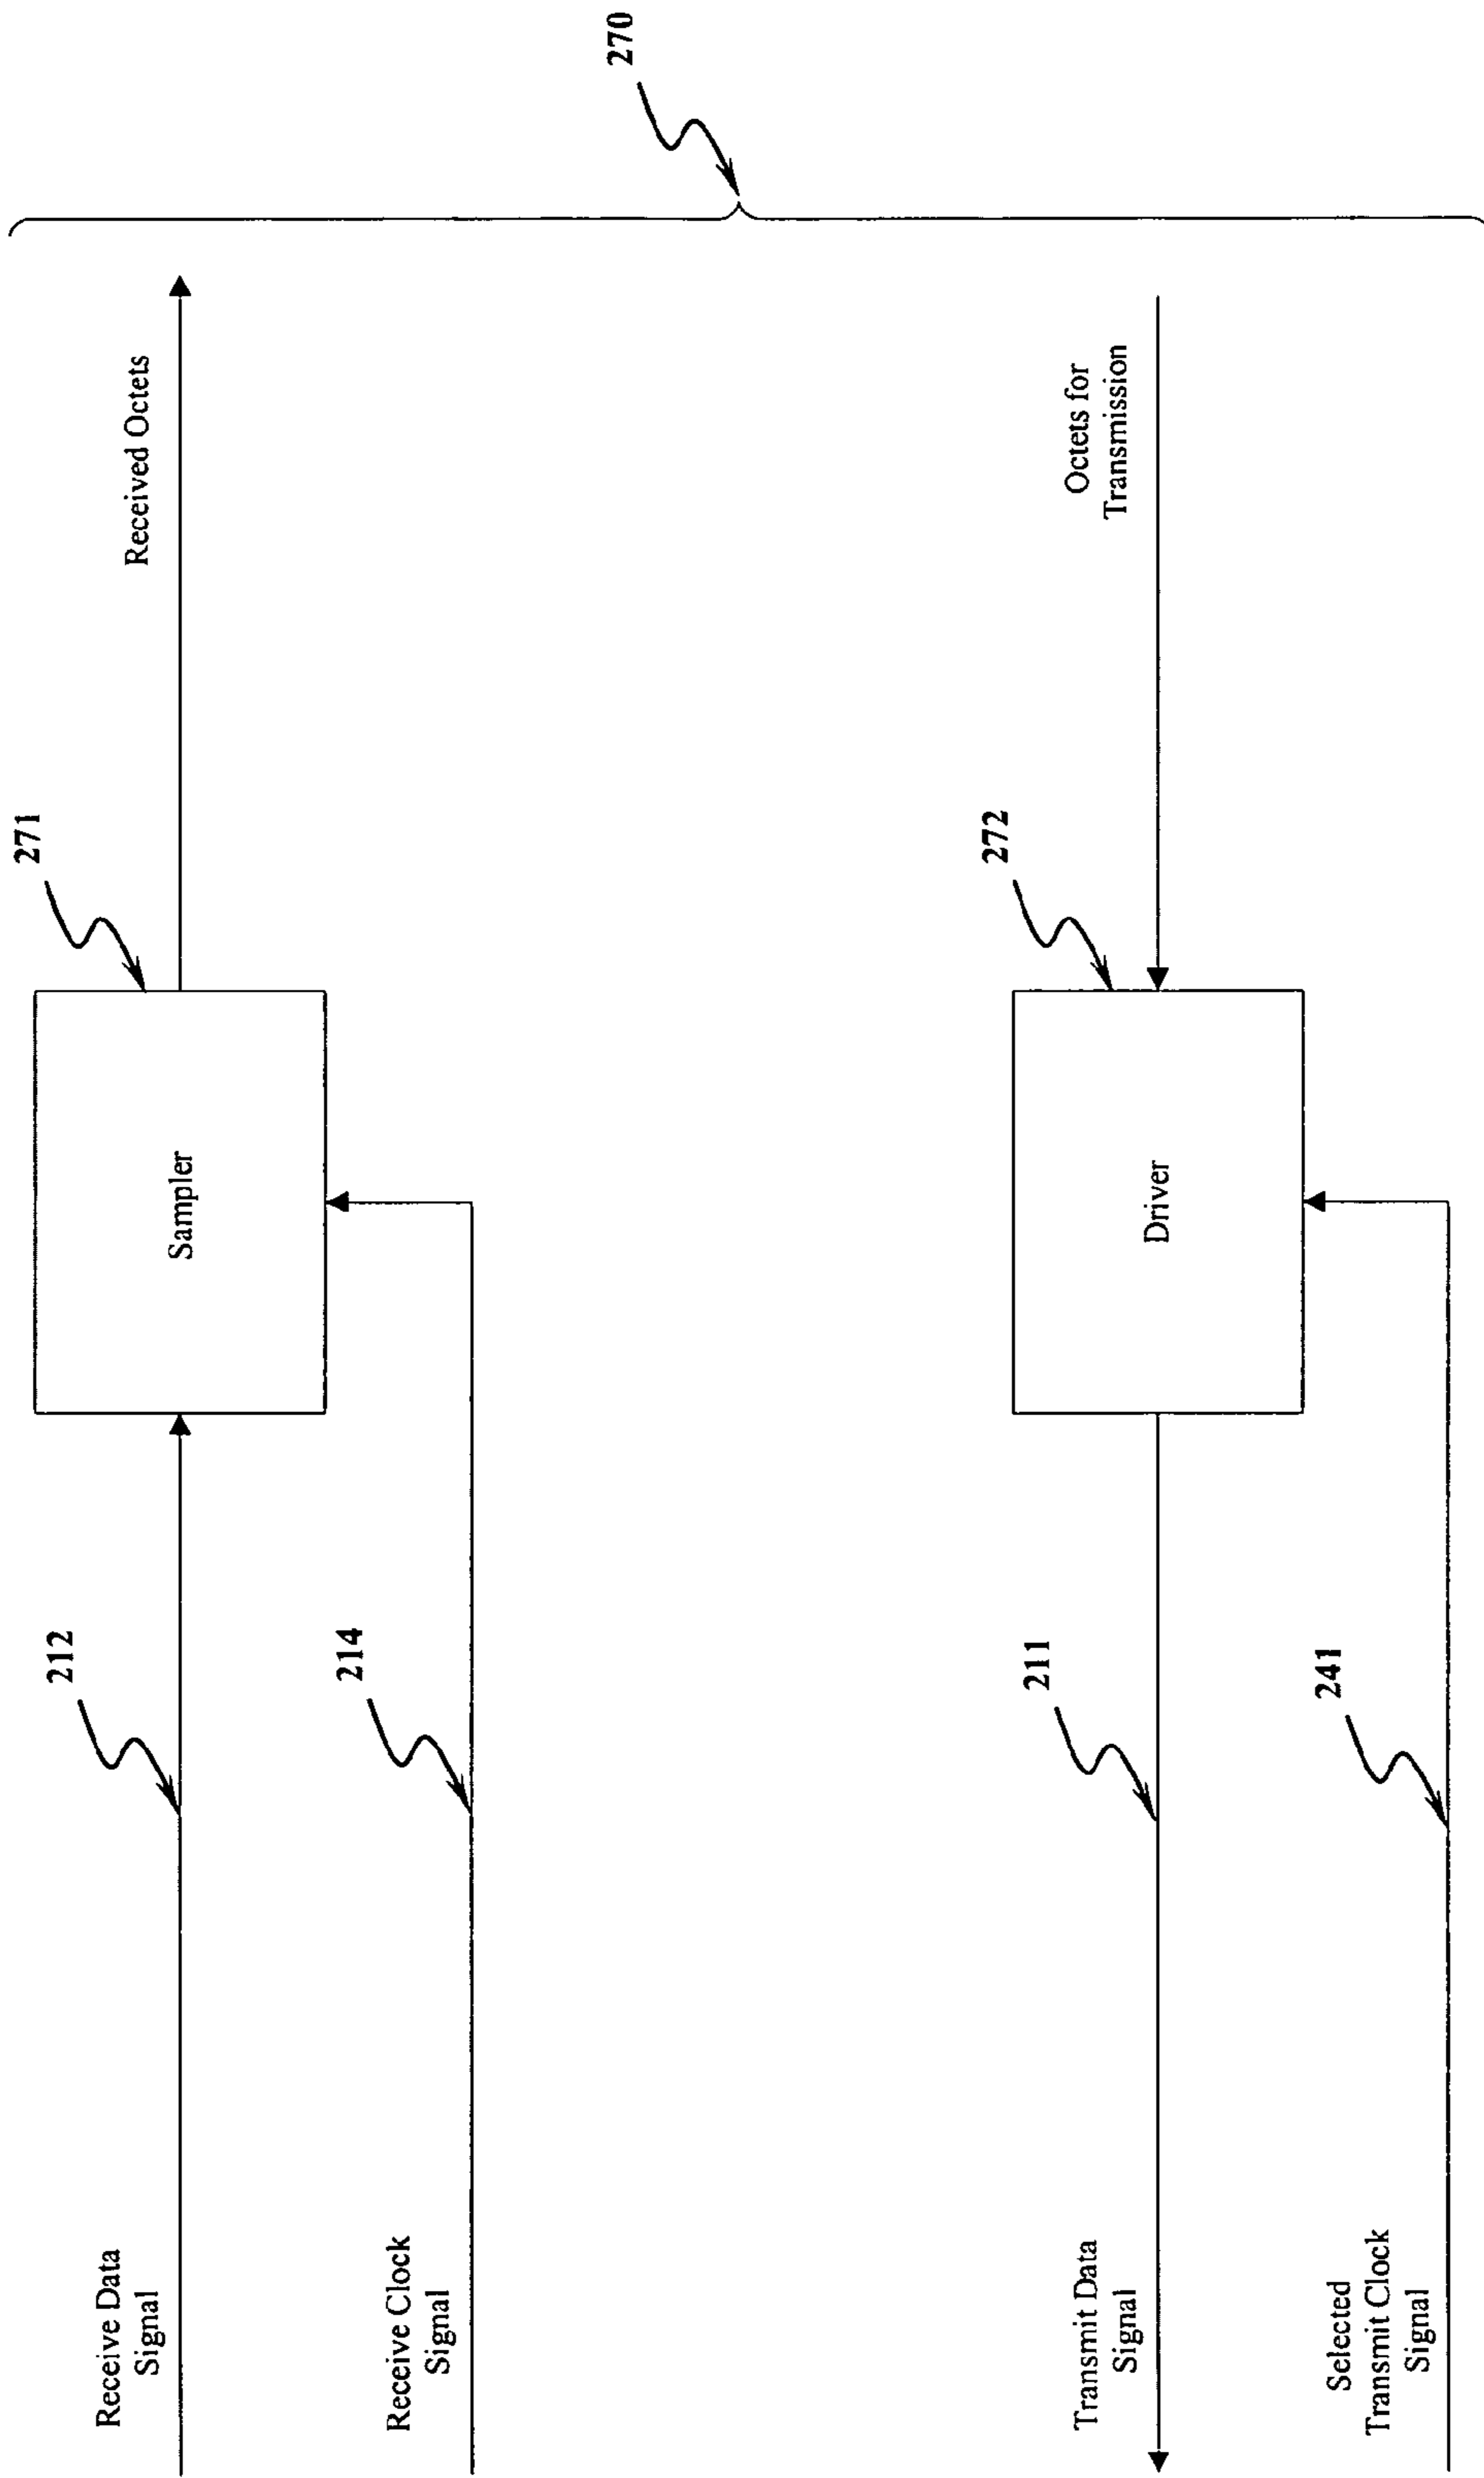 270
271
Received Octets
212
Receive Data
Signal
Sampler
214
Receive Clock
Signal
272
Octets for
Transmission
211
Transmit Data
Signal
Driver
241
Selected
Transmit Clock
Signal